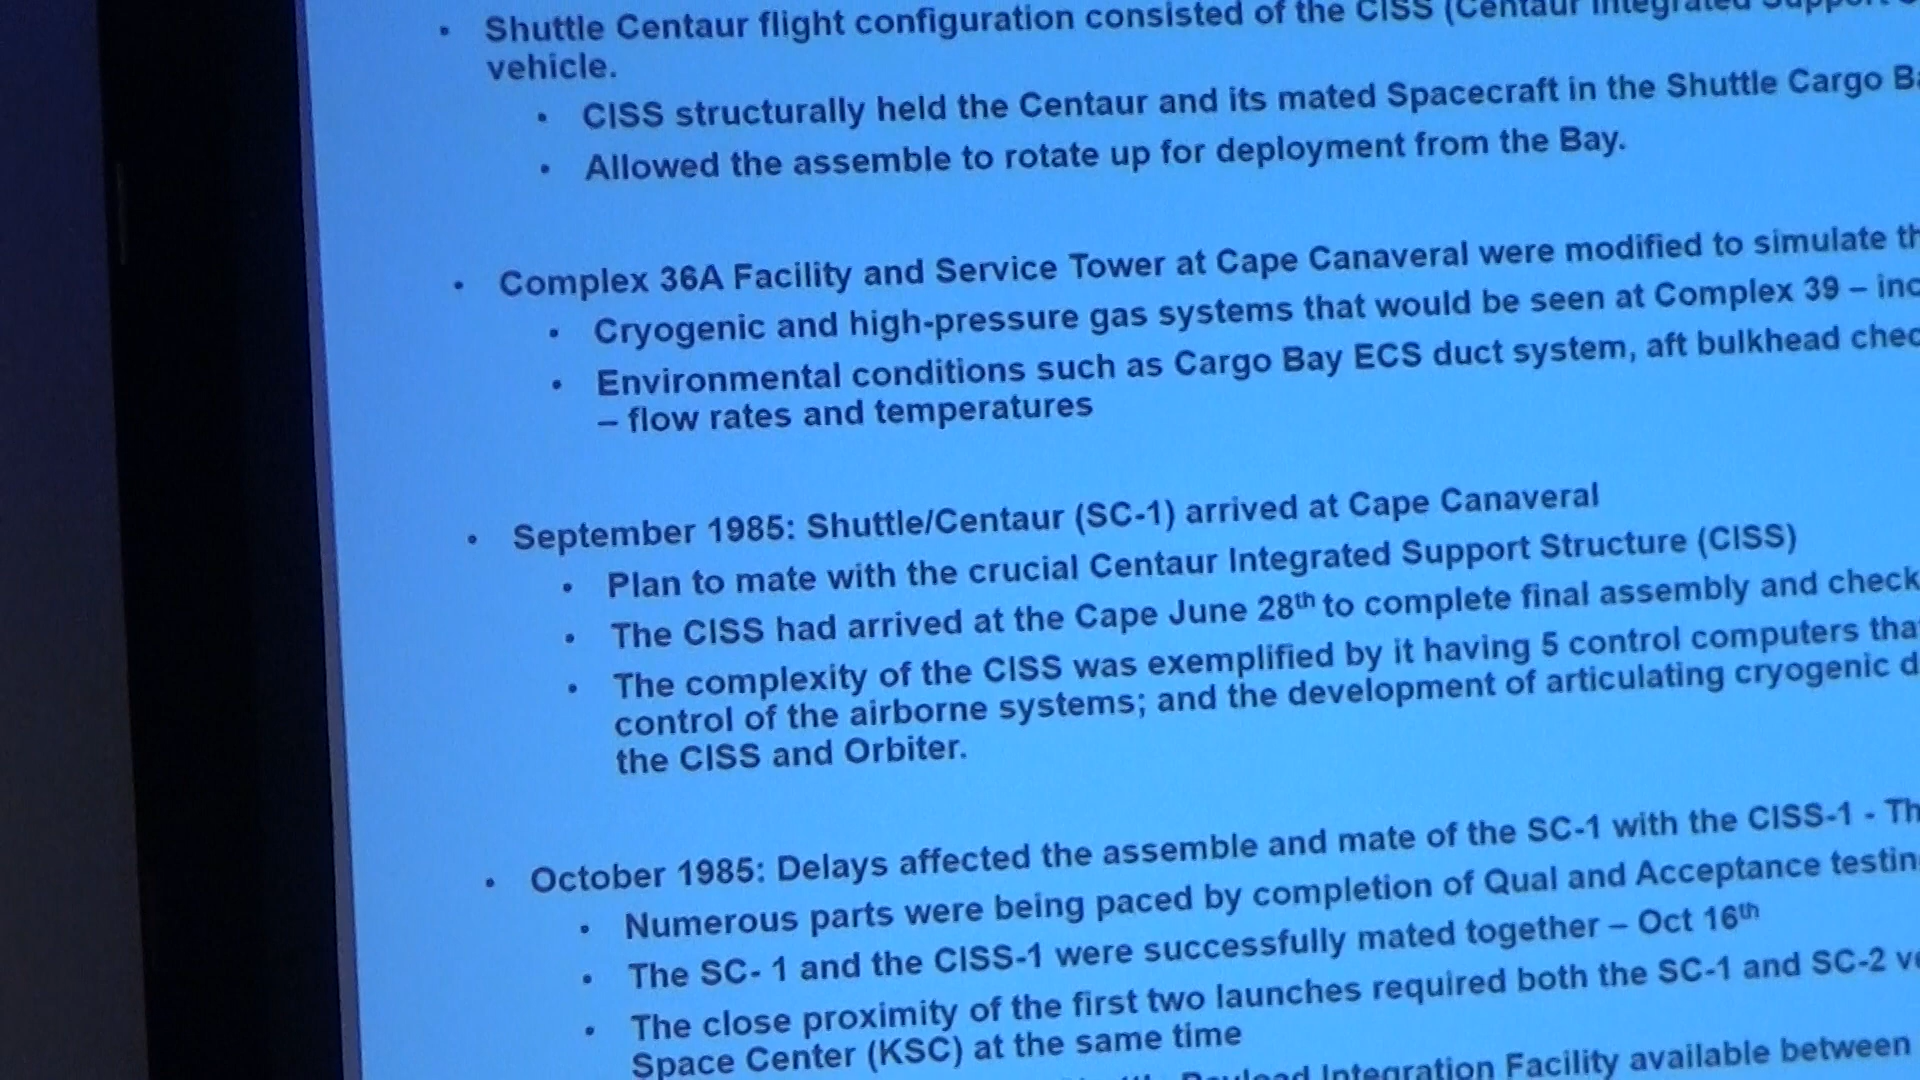 • Shuttle Centaur flight configuration consisted of the CISS (Centaur Integrated Support
vehicle.
• CISS structurally held the Centaur and its mated Spacecraft in the Shuttle Cargo
• Allowed the assemble to rotate up for deployment from the Bay.
• Complex 36A Facility and Service Tower at Cape Canaveral were modified to simulate
• Cryogenic and high-pressure gas systems that would be seen at Complex 39 –
• Environmental conditions such as Cargo Bay ECS duct system, aft bulkhead
– flow rates and temperatures
• September 1985: Shuttle/Centaur (SC-1) arrived at Cape Canaveral
• Plan to mate with the crucial Centaur Integrated Support Structure (CISS)
• The CISS had arrived at the Cape June 28th to complete final assembly and check
• The complexity of the CISS was exemplified by it having 5 control computers
control of the airborne systems; and the development of articulating cryogenic
the CISS and Orbiter.
• October 1985: Delays affected the assemble and mate of the SC-1 with the CISS-1 -
• Numerous parts were being paced by completion of Qual and Acceptance
• The SC- 1 and the CISS-1 were successfully mated together – Oct 16th
• The close proximity of the first two launches required both the SC-1 and SC-2
Space Center (KSC) at the same time
Payload Integration Facility available between